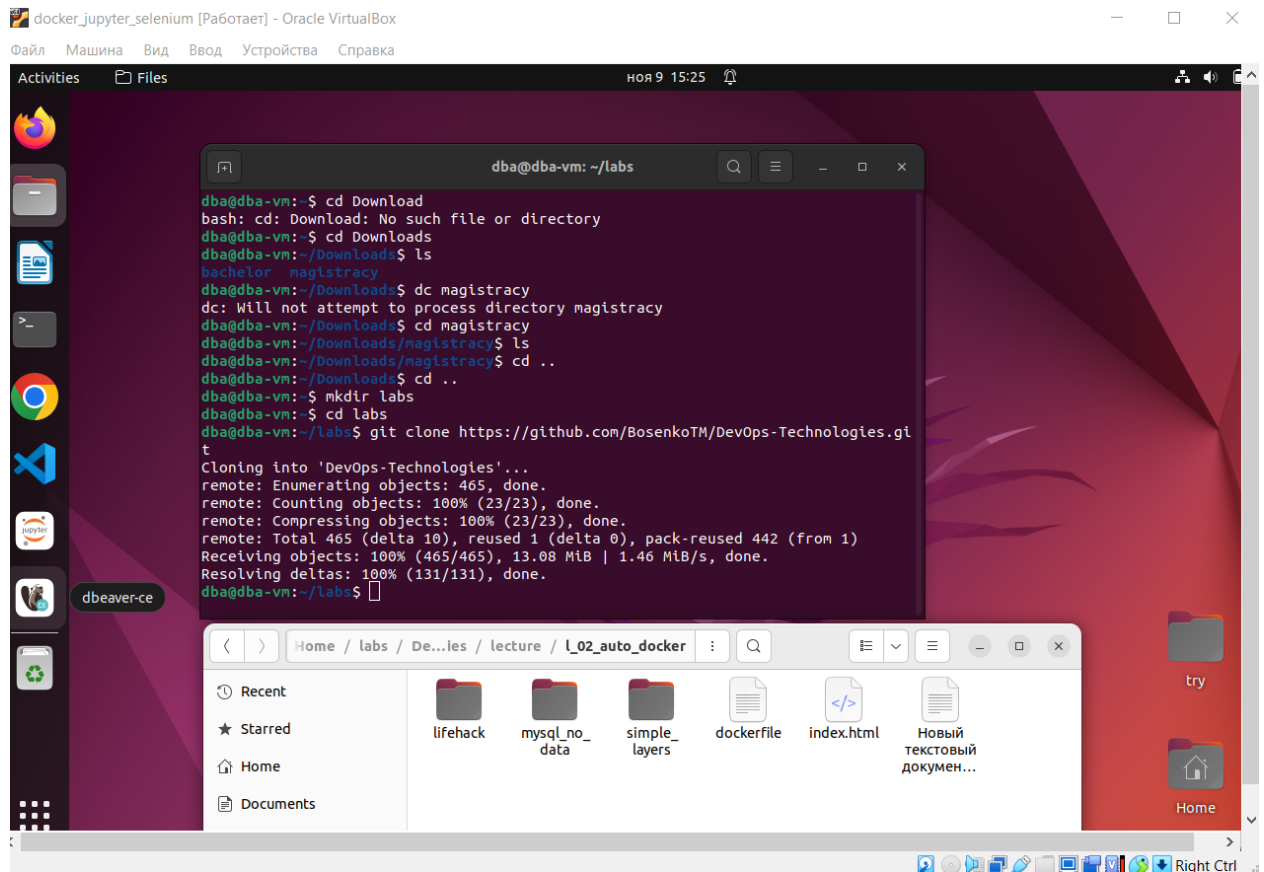 docker_jupyter_selenium [Работает] - Oracle VirtualBox
Файл Машина Вид Ввод Устройства Справка
Activities Files ноя 9 15:25
dba@dba-vm: ~/labs
dba@dba-vm:~$ cd Download
bash: cd: Download: No such file or directory
dba@dba-vm:~$ cd Downloads
dba@dba-vm:~/Downloads$ ls
bachelor magistracy
dba@dba-vm:~/Downloads$ dc magistracy
dc: Will not attempt to process directory magistracy
dba@dba-vm:~/Downloads$ cd magistracy
dba@dba-vm:~/Downloads/magistracy$ ls
dba@dba-vm:~/Downloads/magistracy$ cd ..
dba@dba-vm:~/Downloads$ cd ..
dba@dba-vm:~$ mkdir labs
dba@dba-vm:~$ cd labs
dba@dba-vm:~/labs$ git clone https://github.com/BosenkoTM/DevOps-Technologies.gi
t
Cloning into 'DevOps-Technologies'...
remote: Enumerating objects: 465, done.
remote: Counting objects: 100% (23/23), done.
remote: Compressing objects: 100% (23/23), done.
remote: Total 465 (delta 10), reused 1 (delta 0), pack-reused 442 (from 1)
Receiving objects: 100% (465/465), 13.08 MiB | 1.46 MiB/s, done.
Resolving deltas: 100% (131/131), done.
dba@dba-vm:~/labs$
jupyter
dbeaver-ce
Home / labs / De…ies / lecture / l_02_auto_docker
Recent
Starred
Home
Documents
lifehack
mysql_no_
data
simple_
layers
dockerfile
index.html
Новый
текстовый
докумен…
try
Home
Right Ctrl